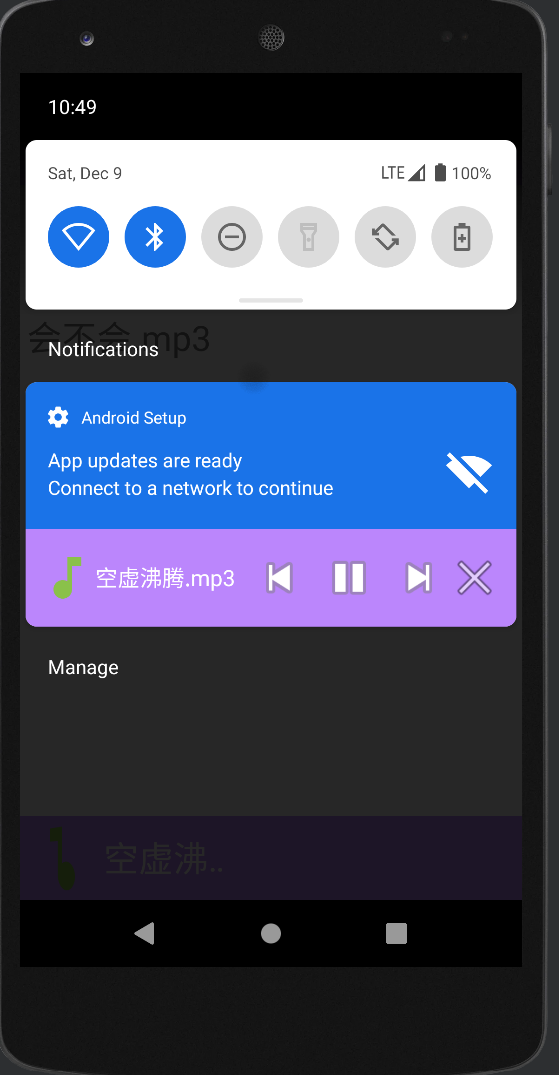 10:49
Sat, Dec 9
LTE 100%
会不会.mp3
Notifications
Android Setup
App updates are ready
Connect to a network to continue
空虚沸腾.mp3
Manage
空虚沸..